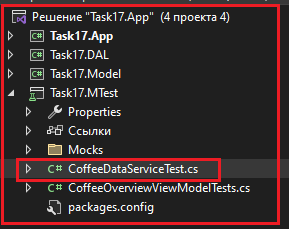 Решение "Task17.App" (4 проекта 4)
Task17.App
Task17.DAL
Task17.Model
Task17.MTest
Properties
Ссылки
Mocks
CoffeeDataServiceTest.cs
CoffeeOverviewViewModelTests.cs
packages.config